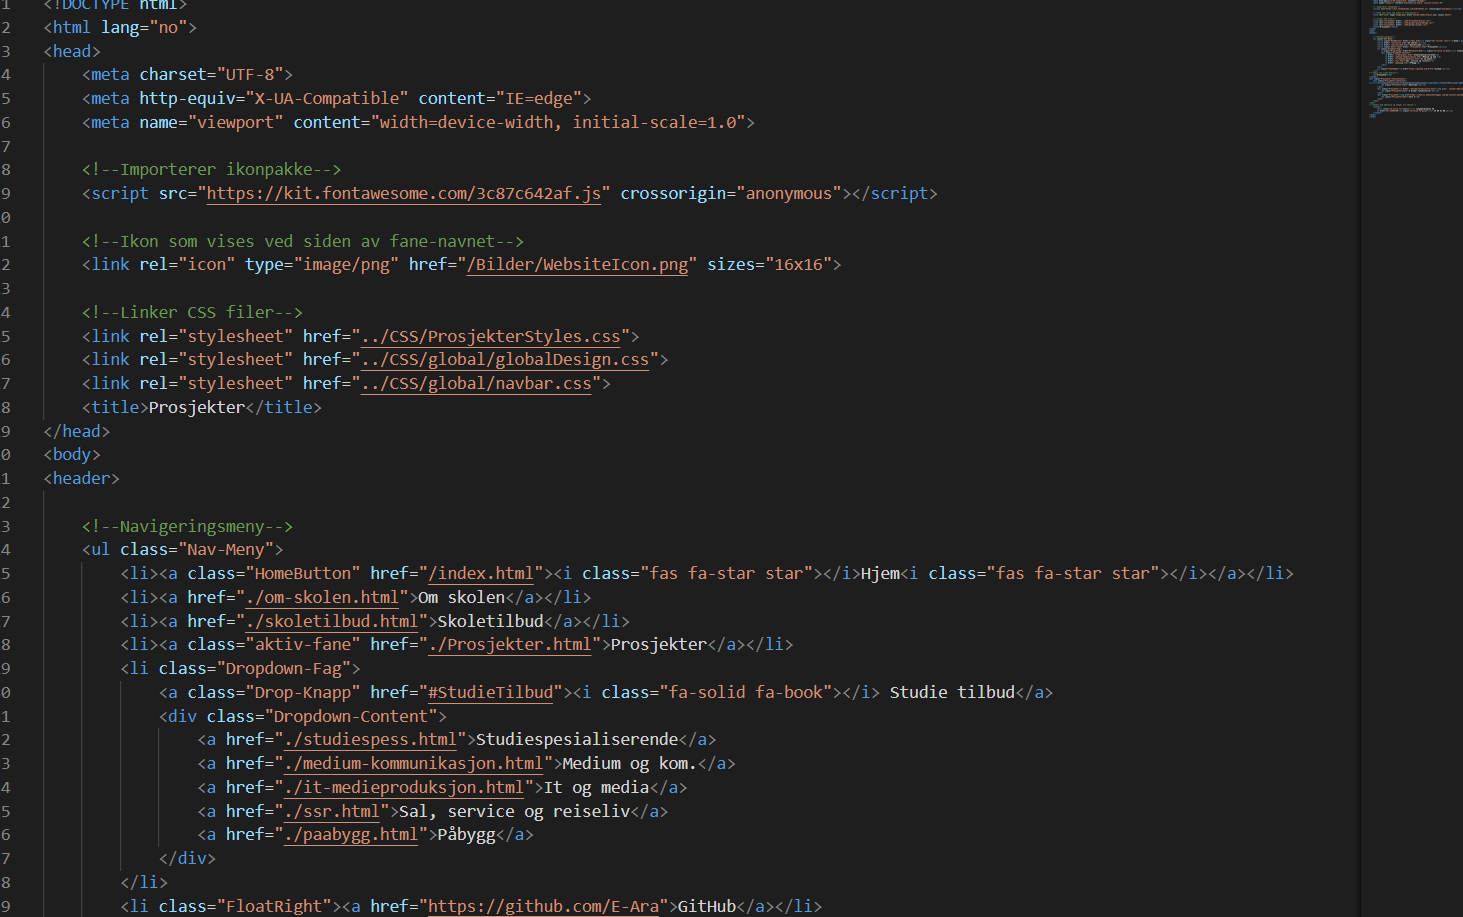 1 <!DOCTYPE html>
2 <html lang="no">
3 <head>
4 <meta charset="UTF-8">
5 <meta http-equiv="X-UA-Compatible" content="IE=edge">
6 <meta name="viewport" content="width=device-width, initial-scale=1.0">
7
8 <!--Importerer ikonpakke-->
9 <script src="https://kit.fontawesome.com/3c87c642af.js" crossorigin="anonymous"></script>
0
1 <!--Ikon som vises ved siden av fane-navnet-->
2 <link rel="icon" type="image/png" href="/Bilder/WebsiteIcon.png" sizes="16x16">
3
4 <!--Linker CSS filer-->
5 <link rel="stylesheet" href="../CSS/ProsjekterStyles.css">
6 <link rel="stylesheet" href="../CSS/global/globalDesign.css">
7 <link rel="stylesheet" href="../CSS/global/navbar.css">
8 <title>Prosjekter</title>
9 </head>
0 <body>
1 <header>
2
3 <!--Navigeringsmeny-->
4 <ul class="Nav-Meny">
5 <li><a class="HomeButton" href="/index.html"><i class="fas fa-star star"></i>Hjem<i class="fas fa-star star"></i></a></li>
6 <li><a href="./om-skolen.html">Om skolen</a></li>
7 <li><a href="./skoletilbud.html">Skoletilbud</a></li>
8 <li><a class="aktiv-fane" href="./Prosjekter.html">Prosjekter</a></li>
9 <li class="Dropdown-Fag">
0 <a class="Drop-Knapp" href="#StudieTilbud"><i class="fa-solid fa-book"></i> Studie tilbud</a>
1 <div class="Dropdown-Content">
2 <a href="./studiespess.html">Studiespesialiserende</a>
3 <a href="./medium-kommunikasjon.html">Medium og kom.</a>
4 <a href="./it-medieproduksjon.html">It og media</a>
5 <a href="./ssr.html">Sal, service og reiseliv</a>
6 <a href="./paabygg.html">Påbygg</a>
7 </div>
8 </li>
9 <li class="FloatRight"><a href="https://github.com/E-Ara">GitHub</a></li>